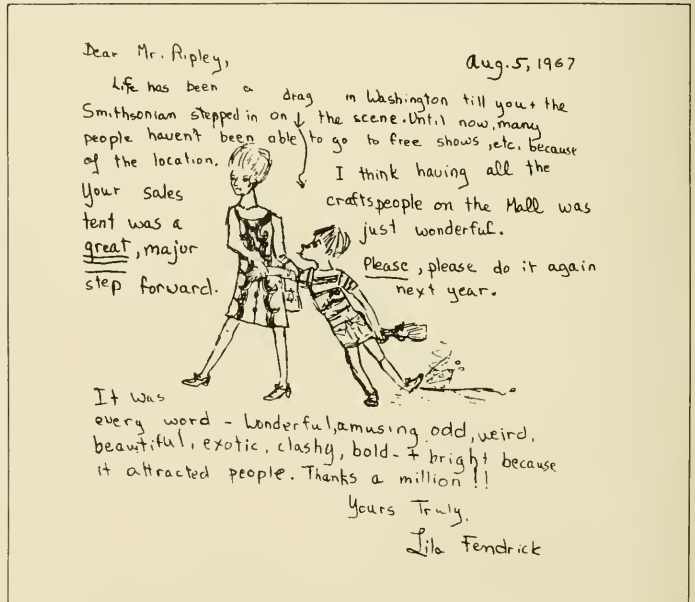 Dear Mr. Ripley,
Aug. 5, 1967
Life has been a drag in Washington till you + the
Smithsonian stepped in on the scene. Until now, many
people haven't been able to go to free shows, etc. because
of the location.
Your sales
tent was a
great, major
step forward.
I think having all the
craftspeople on the Mall was
just wonderful.
Please, please do it again
next year.
It was
every word - Wonderful, amusing, odd, weird,
beautiful, exotic, clashy, bold - + bright because
it attracted people. Thanks a million!!
Yours Truly,
Lila Fendrick